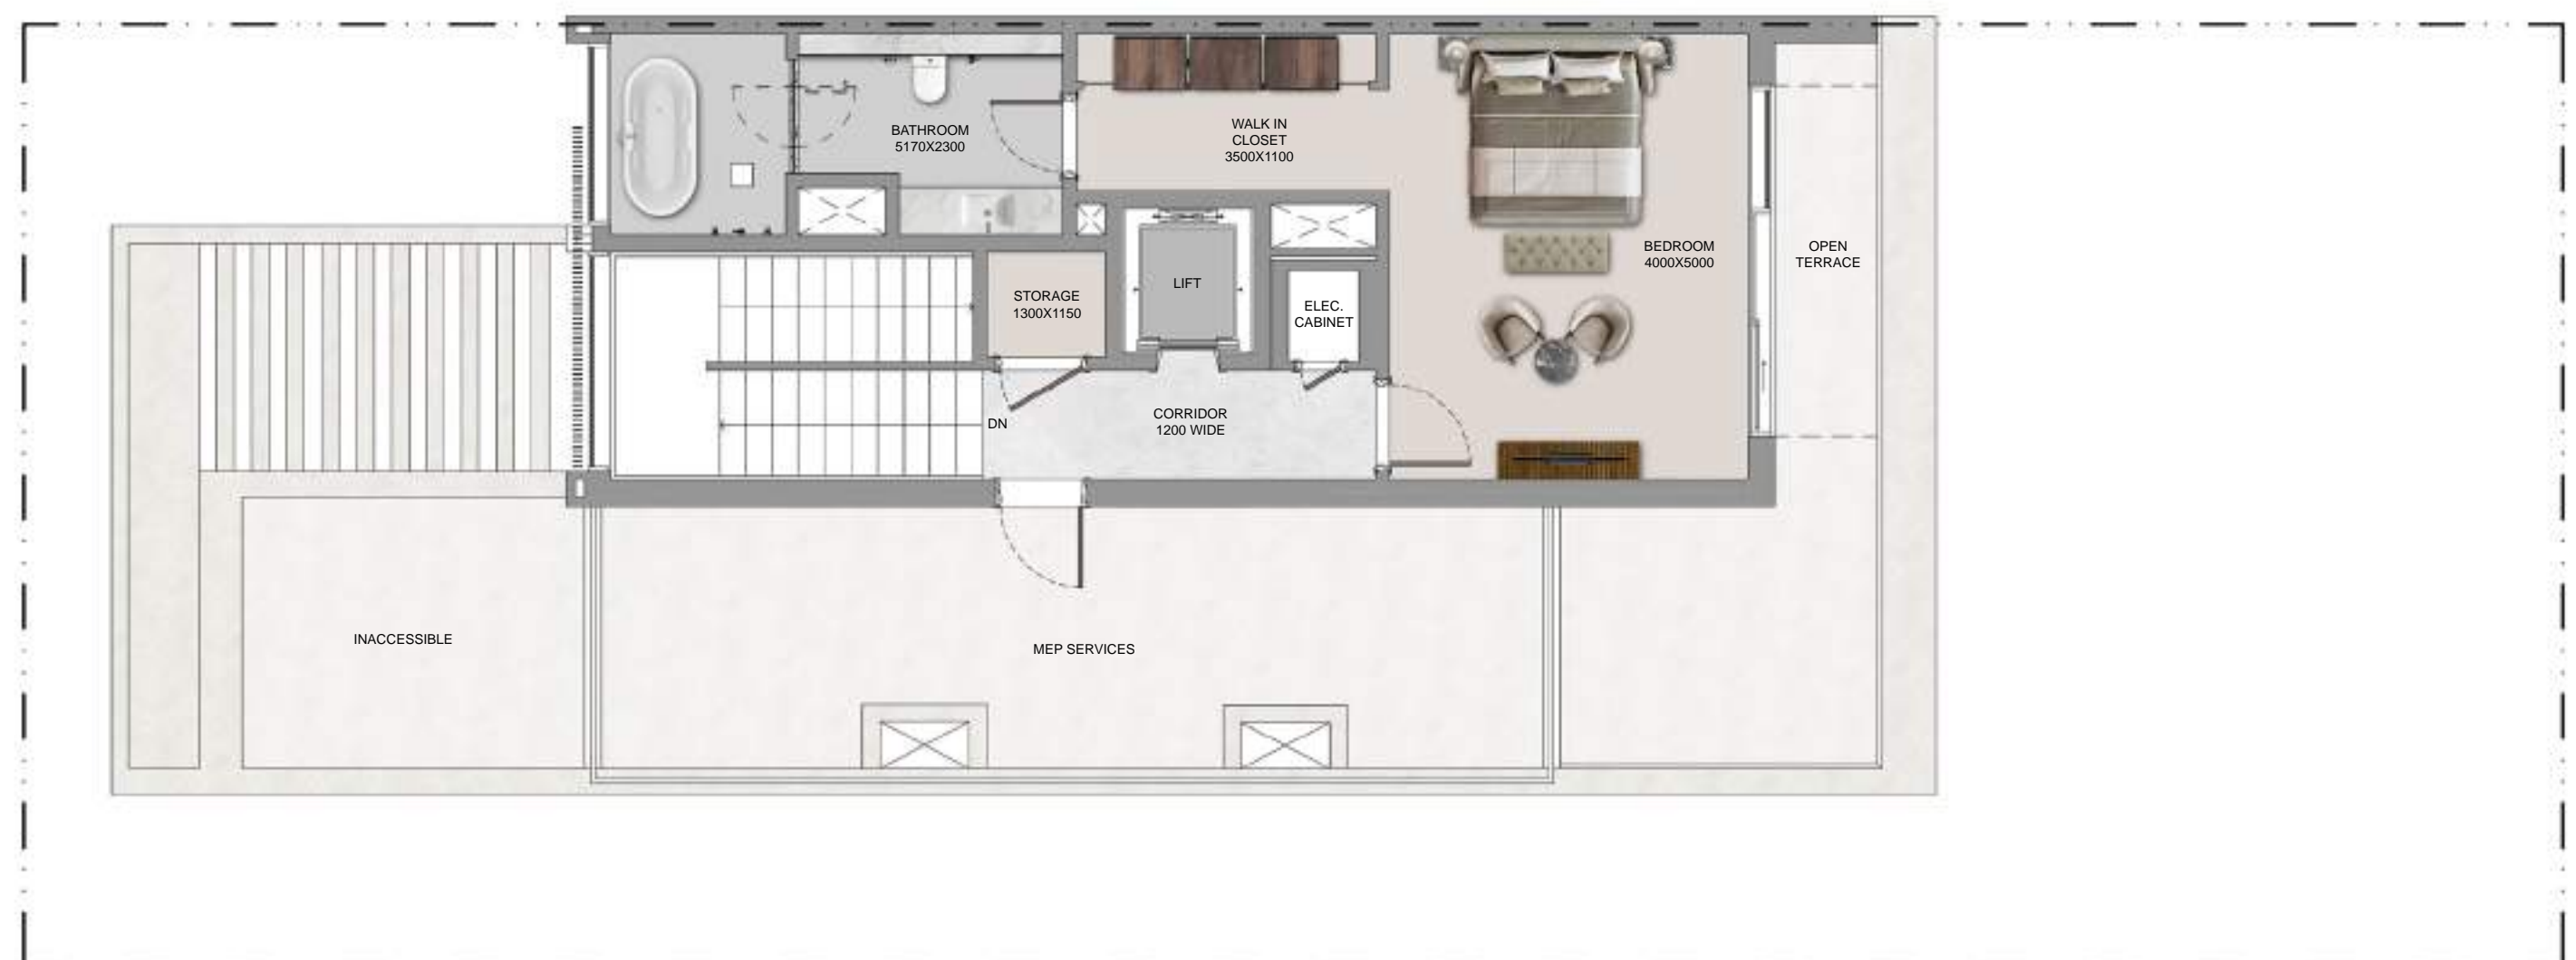 BATHROOM
5170X2300
WALK IN
CLOSET
3500X1100
BEDROOM
4000X5000
OPEN
TERRACE
STORAGE
1300X1150
LIFT
ELEC.
CABINET
DN
CORRIDOR
1200 WIDE
INACCESSIBLE
MEP SERVICES